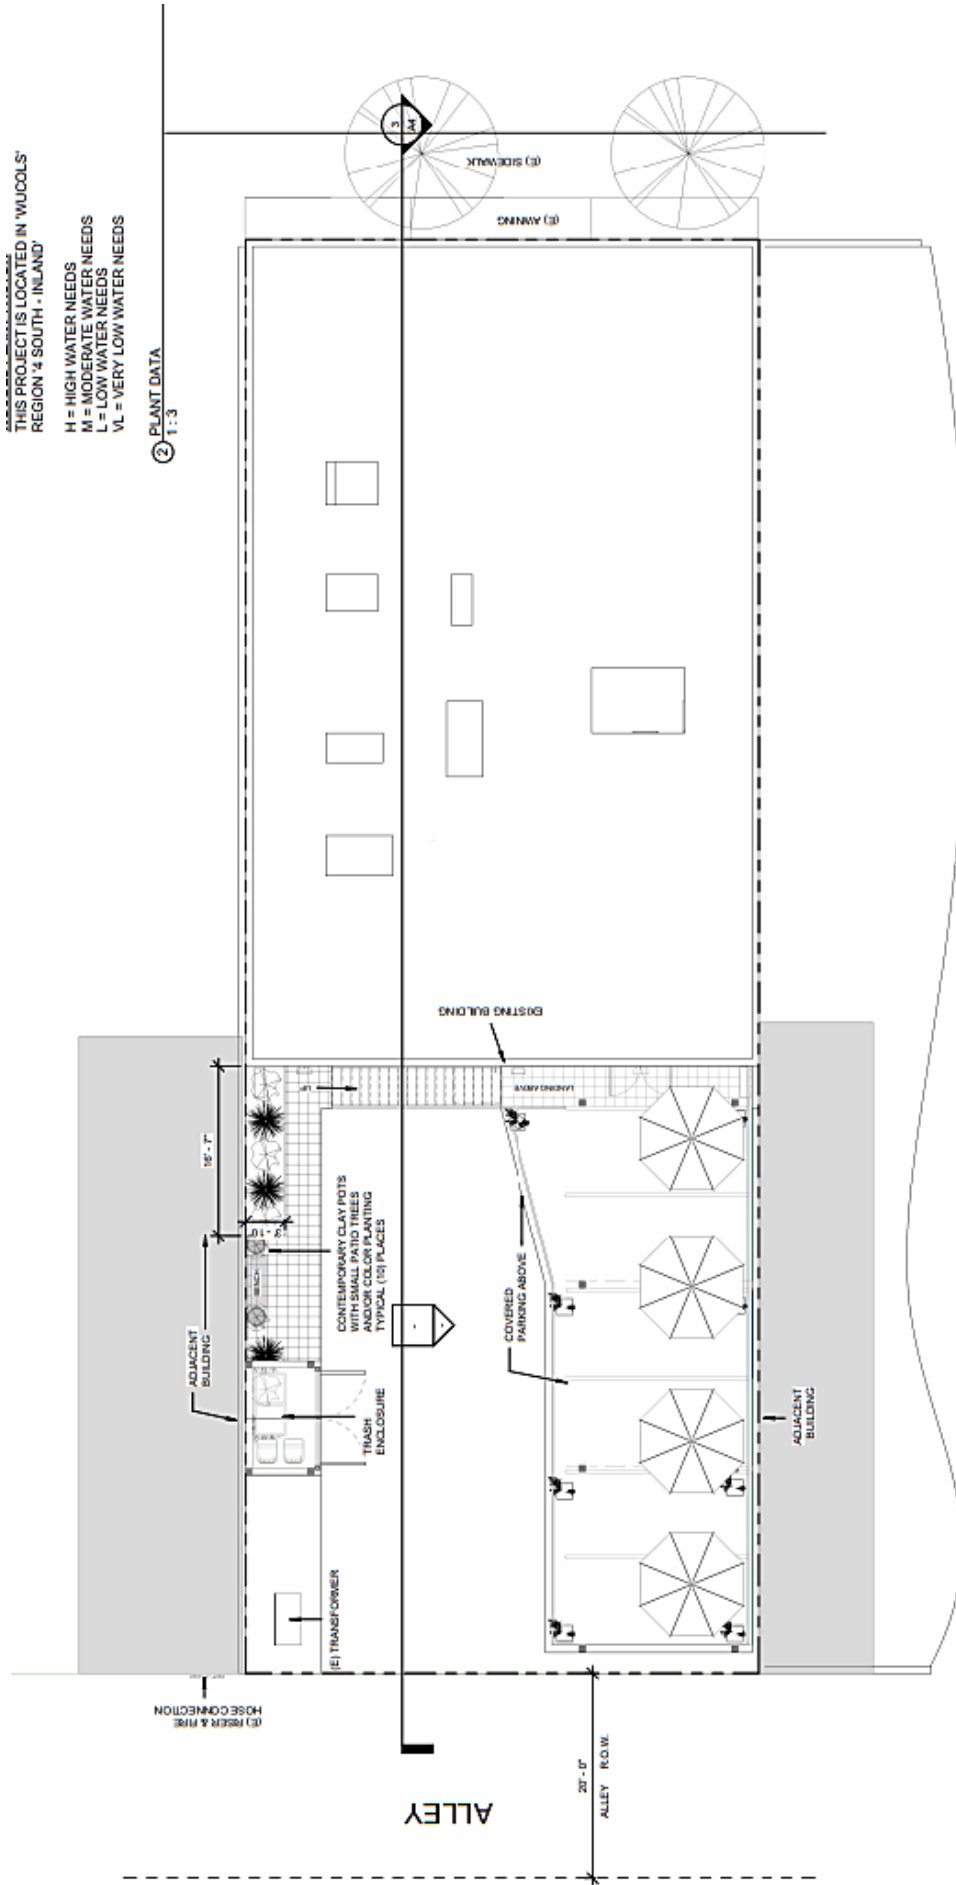 THIS PROJECT IS LOCATED IN 'WUCOLS'
REGION '4 SOUTH - INLAND'
H = HIGH WATER NEEDS
M = MODERATE WATER NEEDS
L = LOW WATER NEEDS
VL = VERY LOW WATER NEEDS
2
PLANT DATA
1 : 3
3
A4
(E) SIDEWALK
(E) AWNING
EXISTING BUILDING
16' - 7"
UP
LANDING ABOVE
ADJACENT
BUILDING
BENCH
CONTEMPORARY CLAY POTS
WITH SMALL PATIO TREES
AND/OR COLOR PLANTING
TYPICAL (10) PLACES
COVERED
PARKING ABOVE
TRASH
ENCLOSURE
ADJACENT
BUILDING
(E) TRANSFORMER
(E) RISER & FIRE
HOSE CONNECTION
20' - 0"
ALLEY R.O.W.
ALLEY